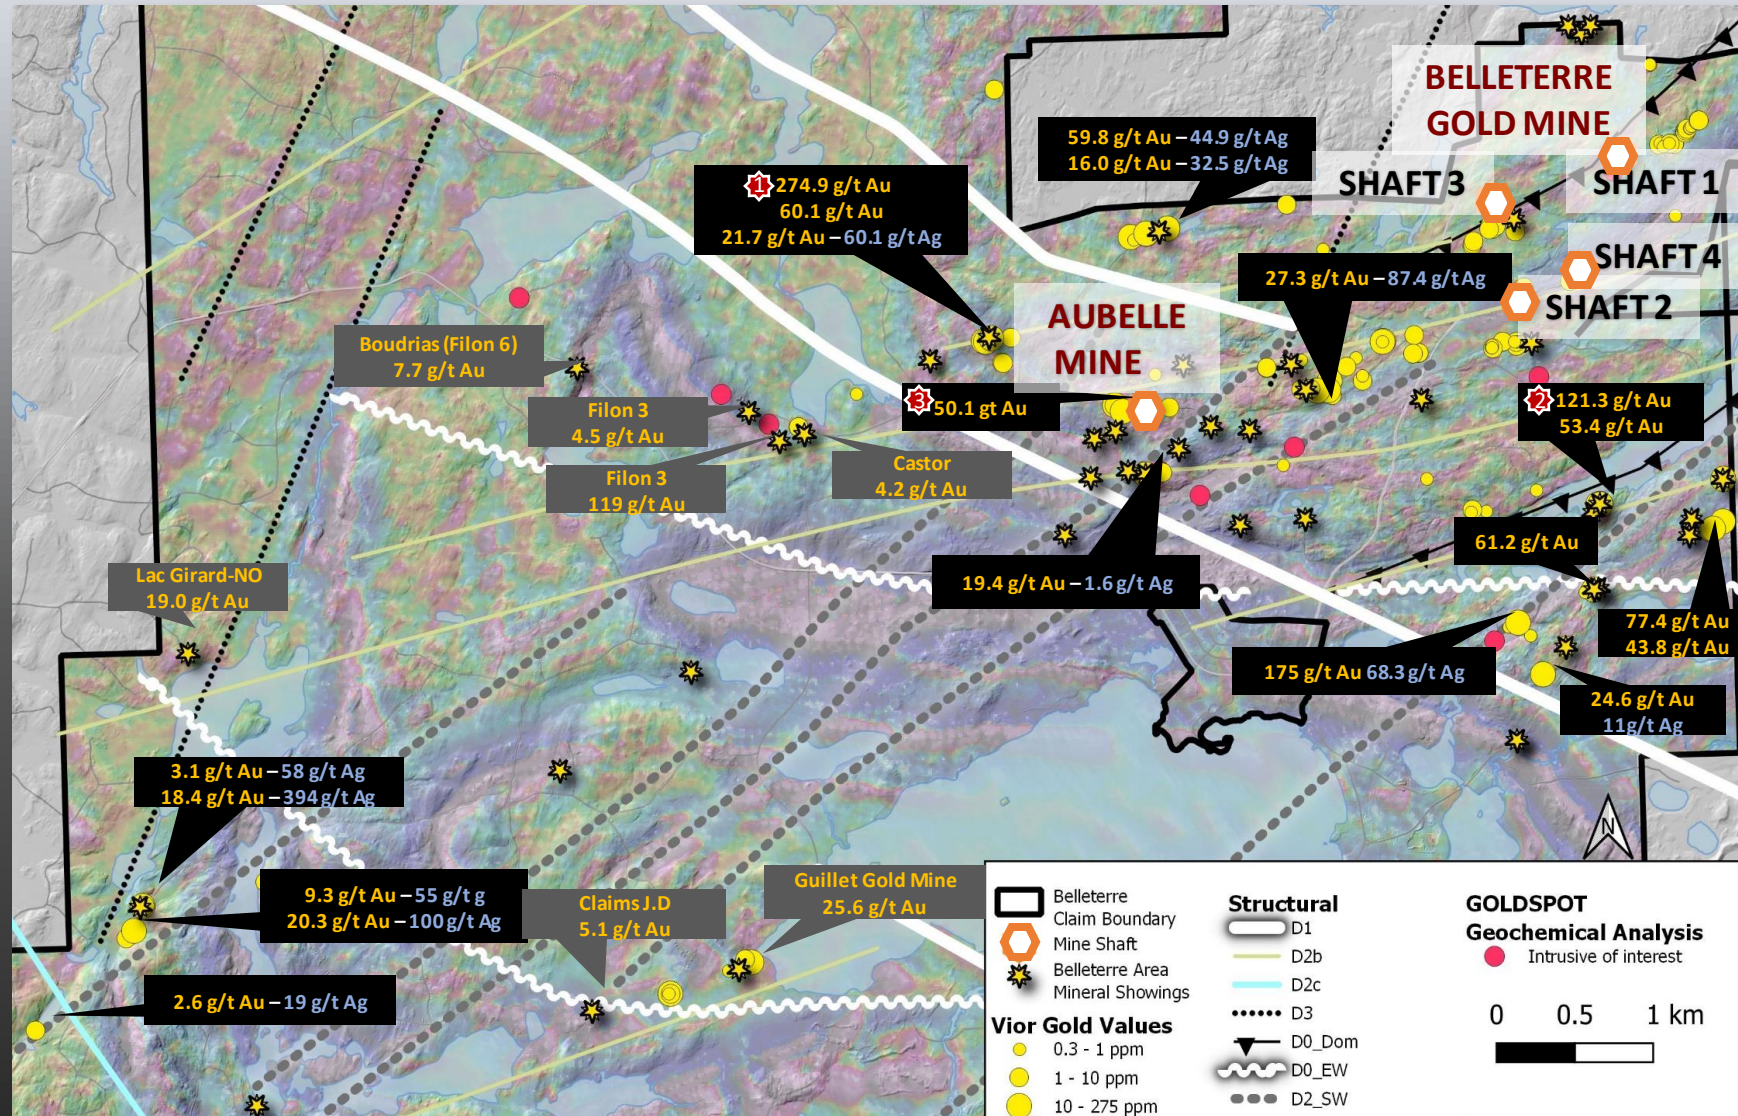 BELLETERRE
GOLD MINE
59.8 g/t Au – 44.9 g/t Ag
16.0 g/t Au – 32.5 g/t Ag
SHAFT 3
SHAFT 1
1
274.9 g/t Au
60.1 g/t Au
21.7 g/t Au – 60.1 g/t Ag
SHAFT 4
27.3 g/t Au – 87.4 g/t Ag
SHAFT 2
AUBELLE
MINE
Boudrias (Filon 6)
7.7 g/t Au
3
50.1 gt Au
2
121.3 g/t Au
53.4 g/t Au
Filon 3
4.5 g/t Au
Castor
4.2 g/t Au
Filon 3
119 g/t Au
61.2 g/t Au
Lac Girard-NO
19.0 g/t Au
19.4 g/t Au – 1.6 g/t Ag
77.4 g/t Au
43.8 g/t Au
175 g/t Au 68.3 g/t Ag
24.6 g/t Au
11g/t Ag
3.1 g/t Au – 58 g/t Ag
18.4 g/t Au – 394 g/t Ag
N
9.3 g/t Au – 55 g/t g
20.3 g/t Au – 100 g/t Ag
Claims J.D
5.1 g/t Au
Guillet Gold Mine
25.6 g/t Au
2.6 g/t Au – 19 g/t Ag
Belleterre
Claim Boundary
Mine Shaft
Belleterre Area
Mineral Showings
Vior Gold Values
0.3 - 1 ppm
1 - 10 ppm
10 - 275 ppm
Structural
D1
D2b
D2c
D3
D0_Dom
D0_EW
D2_SW
GOLDSPOT
Geochemical Analysis
Intrusive of interest
0 0.5 1 km